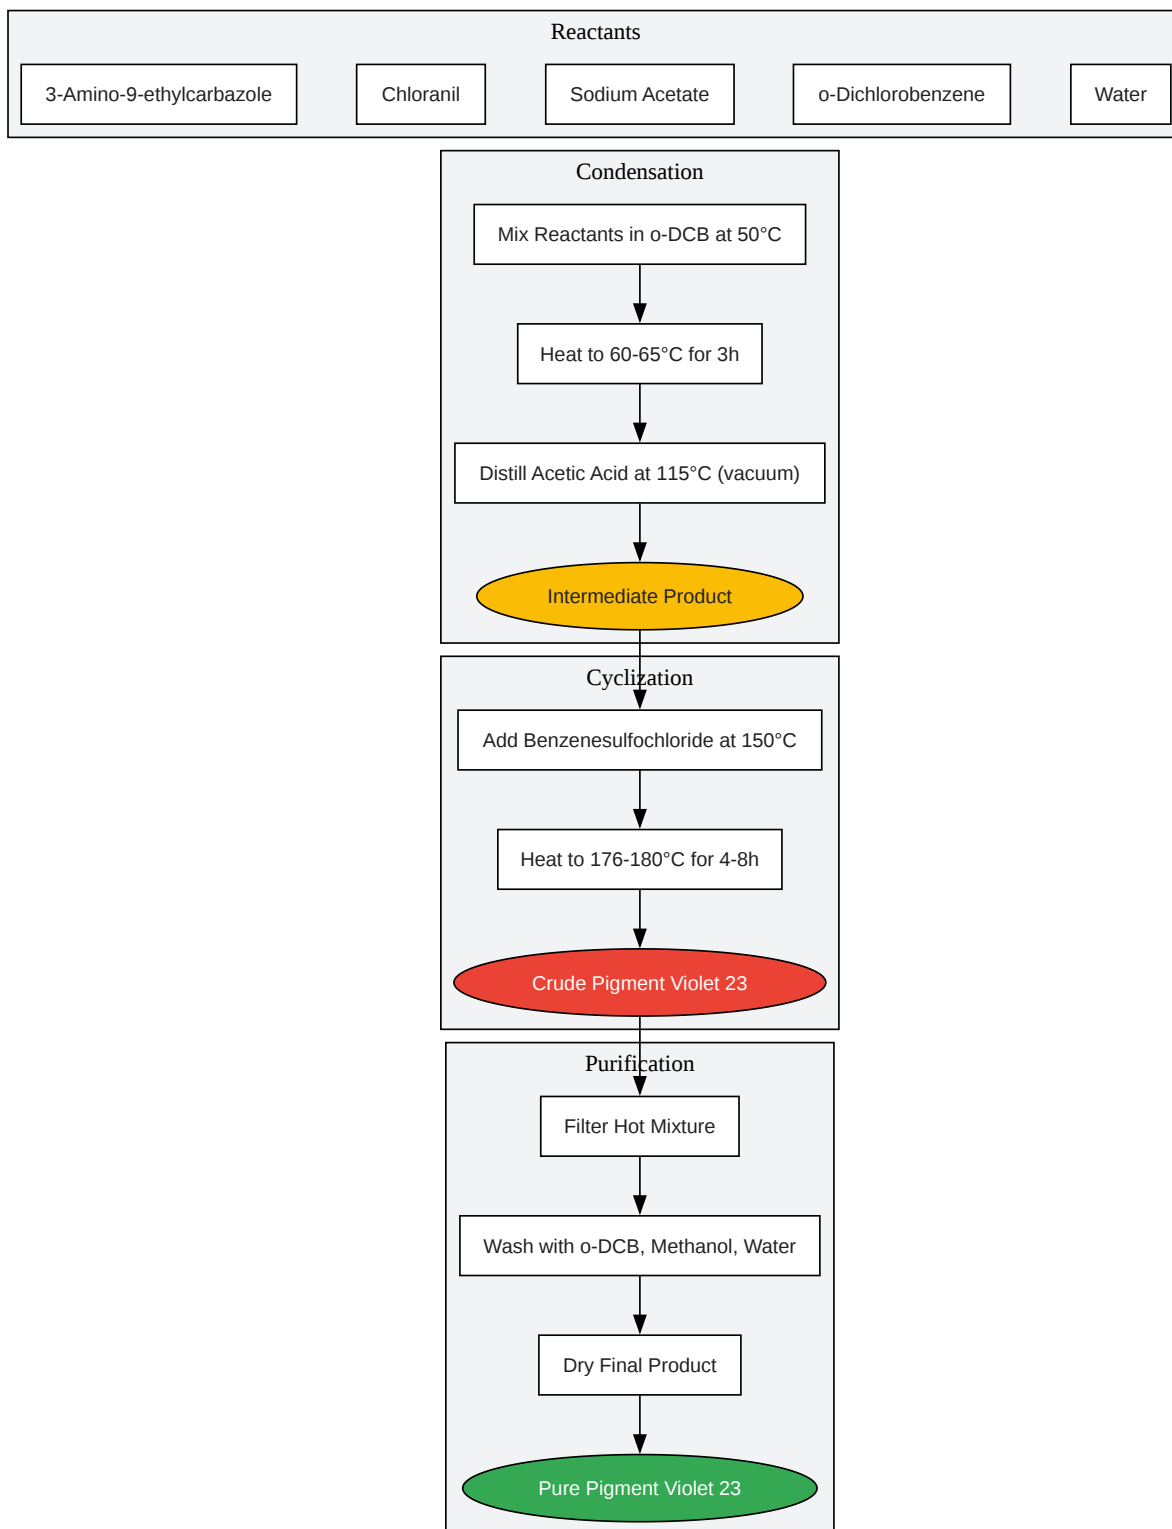 Reactants
3-Amino-9-ethylcarbazole
Chloranil
Sodium Acetate
o-Dichlorobenzene
Water
Condensation
Mix Reactants in o-DCB at 50°C
Heat to 60-65°C for 3h
Distill Acetic Acid at 115°C (vacuum)
Intermediate Product
Cyclization
Add Benzenesulfochloride at 150°C
Heat to 176-180°C for 4-8h
Crude Pigment Violet 23
Purification
Filter Hot Mixture
Wash with o-DCB, Methanol, Water
Dry Final Product
Pure Pigment Violet 23